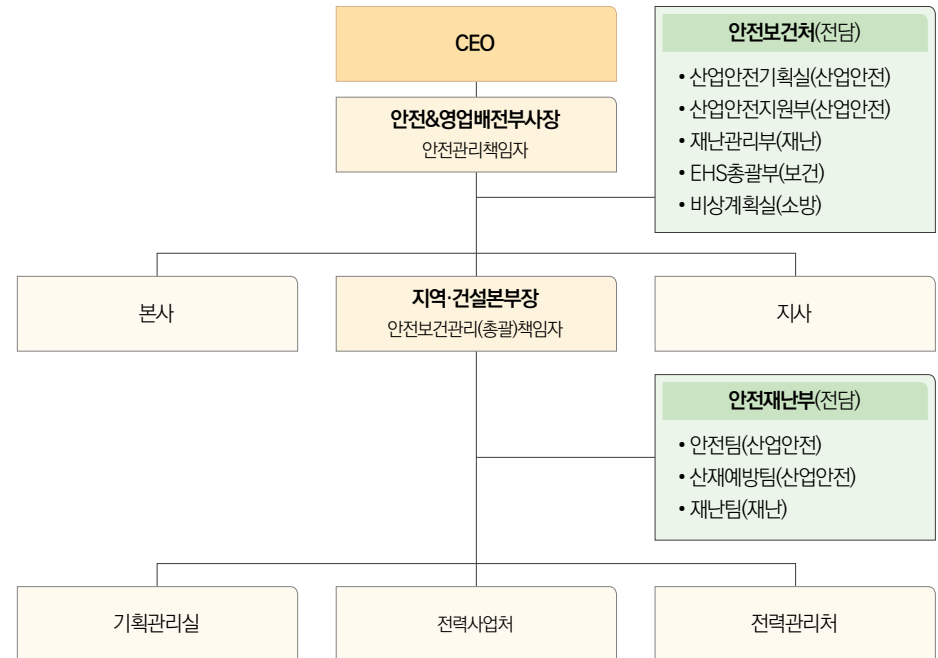 CEO
안전&영업배전부사장
안전관리책임자
안전보건처(전담)
• 산업안전기획실(산업안전)
• 산업안전지원부(산업안전)
• 재난관리부(재난)
• EHS총괄부(보건)
• 비상계획실(소방)
본사
지역·건설본부장
안전보건관리(총괄)책임자
지사
안전재난부(전담)
• 안전팀(산업안전)
• 산재예방팀(산업안전)
• 재난팀(재난)
기획관리실
전력사업처
전력관리처